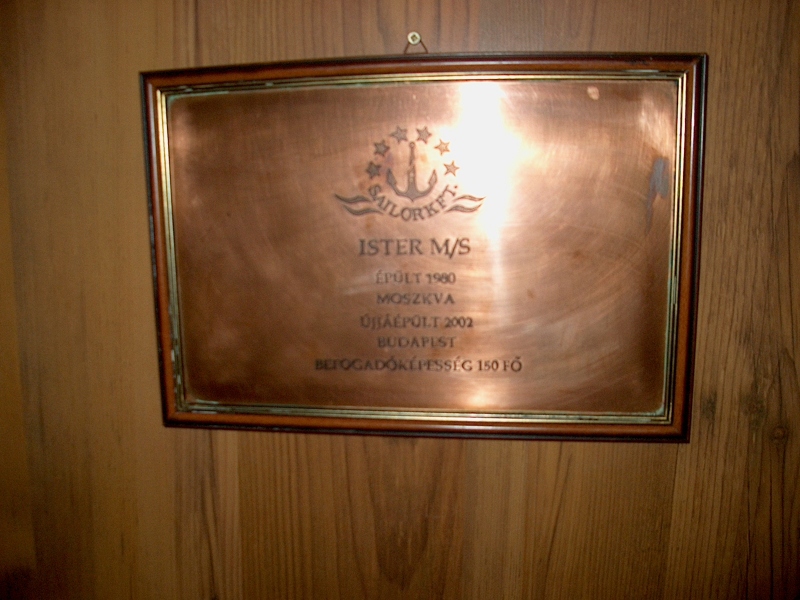 SAILOR KFT.
ISTER M/S
ÉPÜLT 1980
MOSZKVA
ÚJJÁÉPÜLT 2002
BUDAPEST
BEFOGADÓKÉPESSÉG 150 FŐ